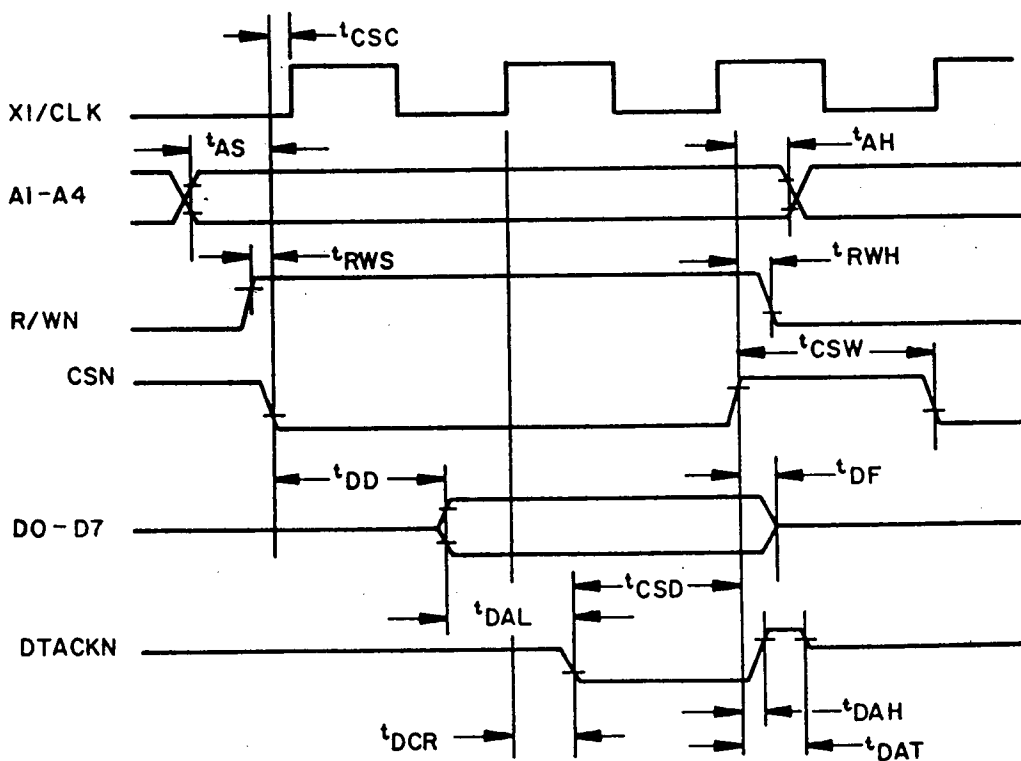 tCSC
X1/CLK
tAS
tAH
A1-A4
tRWS
tRWH
R/WN
tCSW
CSN
tDD
tDF
D0-D7
tCSD
tDAL
DTACKN
tDAH
tDCR
tDAT